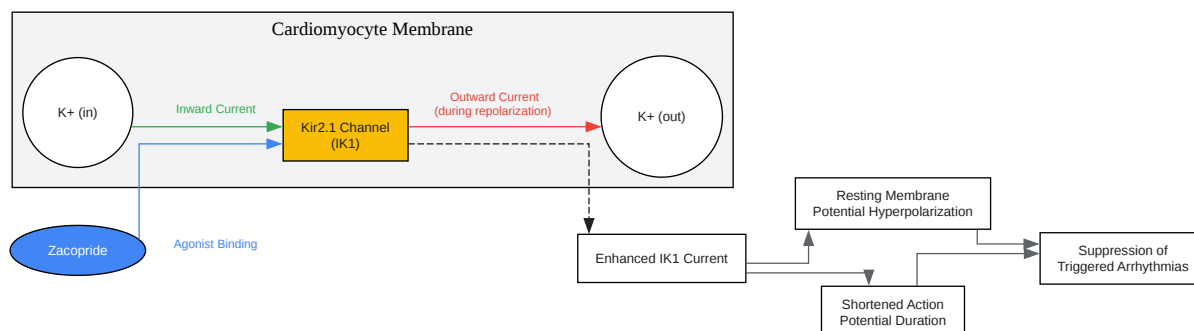 Cardiomyocyte Membrane
K+ (in)
Inward Current
Kir2.1 Channel
(IK1)
Outward Current
(during repolarization)
K+ (out)
Zacopride
Agonist Binding
Enhanced IK1 Current
Resting Membrane
Potential Hyperpolarization
Shortened Action
Potential Duration
Suppression of
Triggered Arrhythmias